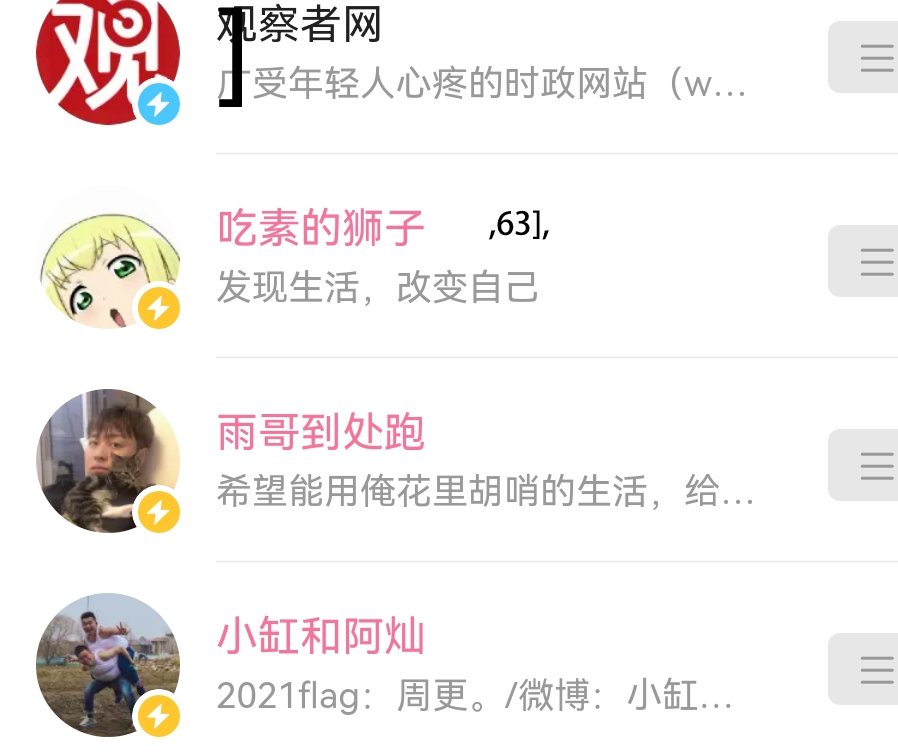 观
观察者网
]
广受年轻人心疼的时政网站（w...
吃素的狮子
,63],
发现生活，改变自己
雨哥到处跑
希望能用俺花里胡哨的生活，给...
小缸和阿灿
2021flag：周更。/微博：小缸...